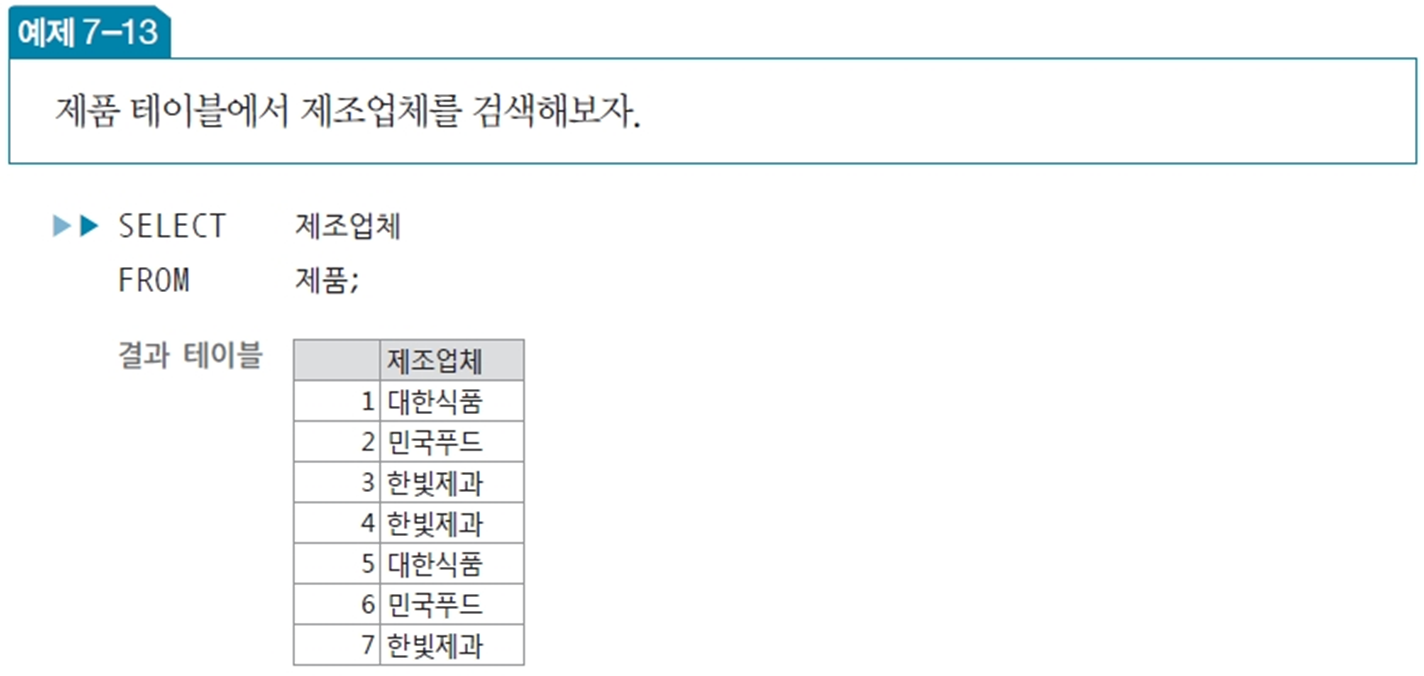 예제 7-13
제품 테이블에서 제조업체를 검색해보자.
▶▶ SELECT 제조업체
FROM 제품;
결과 테이블
제조업체
1 대한식품
2 민국푸드
3 한빛제과
4 한빛제과
5 대한식품
6 민국푸드
7 한빛제과